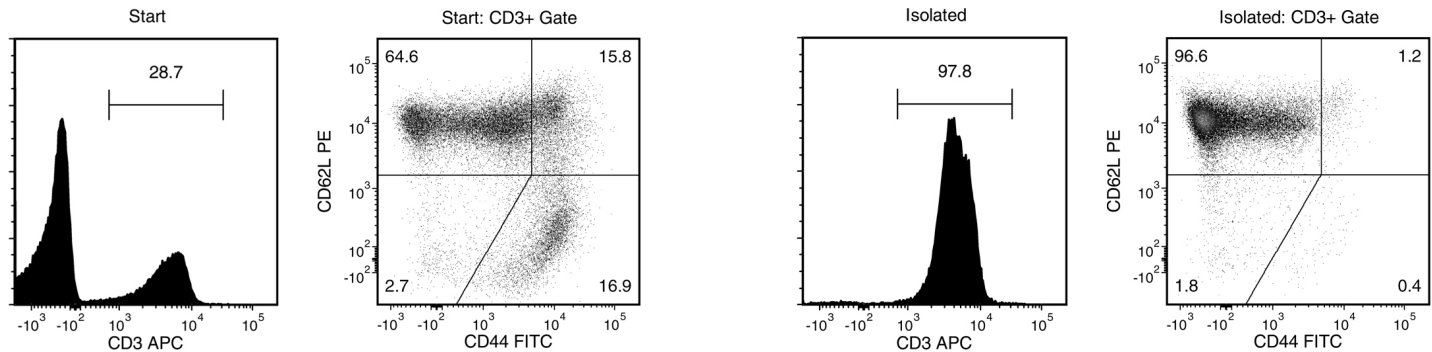 Start
28.7
-10³ -10² 10³ 10⁴ 10⁵
CD3 APC
Start: CD3+ Gate
64.6 15.8
10⁵
10⁴
10³
10²
-10²
CD62L PE
2.7 16.9
-10³ -10² 10³ 10⁴ 10⁵
CD44 FITC
Isolated
97.8
-10³ -10² 10³ 10⁴ 10⁵
CD3 APC
Isolated: CD3+ Gate
96.6 1.2
10⁵
10⁴
10³
10²
-10²
CD62L PE
1.8 0.4
-10³ -10² 10³ 10⁴ 10⁵
CD44 FITC